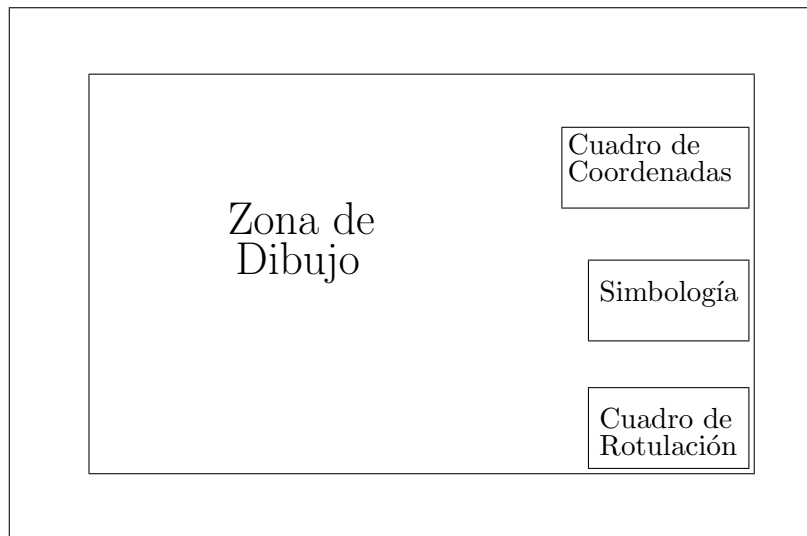 Cuadro de
Coordenadas
Zona de
Dibujo
Simbología
Cuadro de
Rotulación